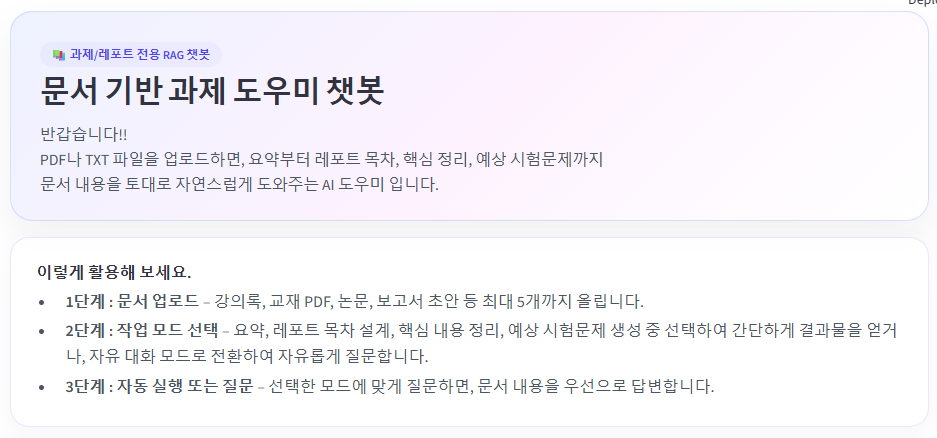 Deplo
과제/레포트 전용 RAG 챗봇
문서 기반 과제 도우미 챗봇
반갑습니다!!
PDF나 TXT 파일을 업로드하면, 요약부터 레포트 목차, 핵심 정리, 예상 시험문제까지
문서 내용을 토대로 자연스럽게 도와주는 AI 도우미 입니다.
이렇게 활용해 보세요.
• 1단계 : 문서 업로드 – 강의록, 교재 PDF, 논문, 보고서 초안 등 최대 5개까지 올립니다.
• 2단계 : 작업 모드 선택 – 요약, 레포트 목차 설계, 핵심 내용 정리, 예상 시험문제 생성 중 선택하여 간단하게 결과물을 얻거
나, 자유 대화 모드로 전환하여 자유롭게 질문합니다.
• 3단계 : 자동 실행 또는 질문 – 선택한 모드에 맞게 질문하면, 문서 내용을 우선으로 답변합니다.